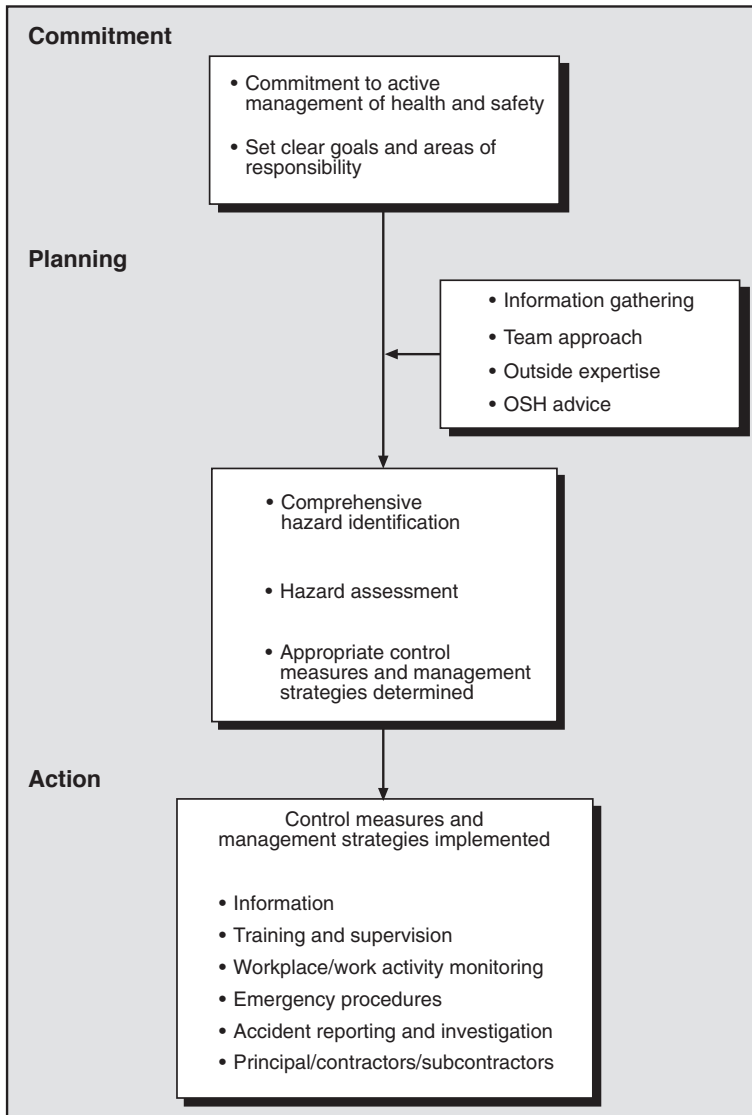 Commitment
• Commitment to active
management of health and safety
• Set clear goals and areas of
responsibility
Planning
• Information gathering
• Team approach
• Outside expertise
• OSH advice
• Comprehensive
hazard identification
• Hazard assessment
• Appropriate control
measures and management
strategies determined
Action
Control measures and
management strategies implemented
• Information
• Training and supervision
• Workplace/work activity monitoring
• Emergency procedures
• Accident reporting and investigation
• Principal/contractors/subcontractors